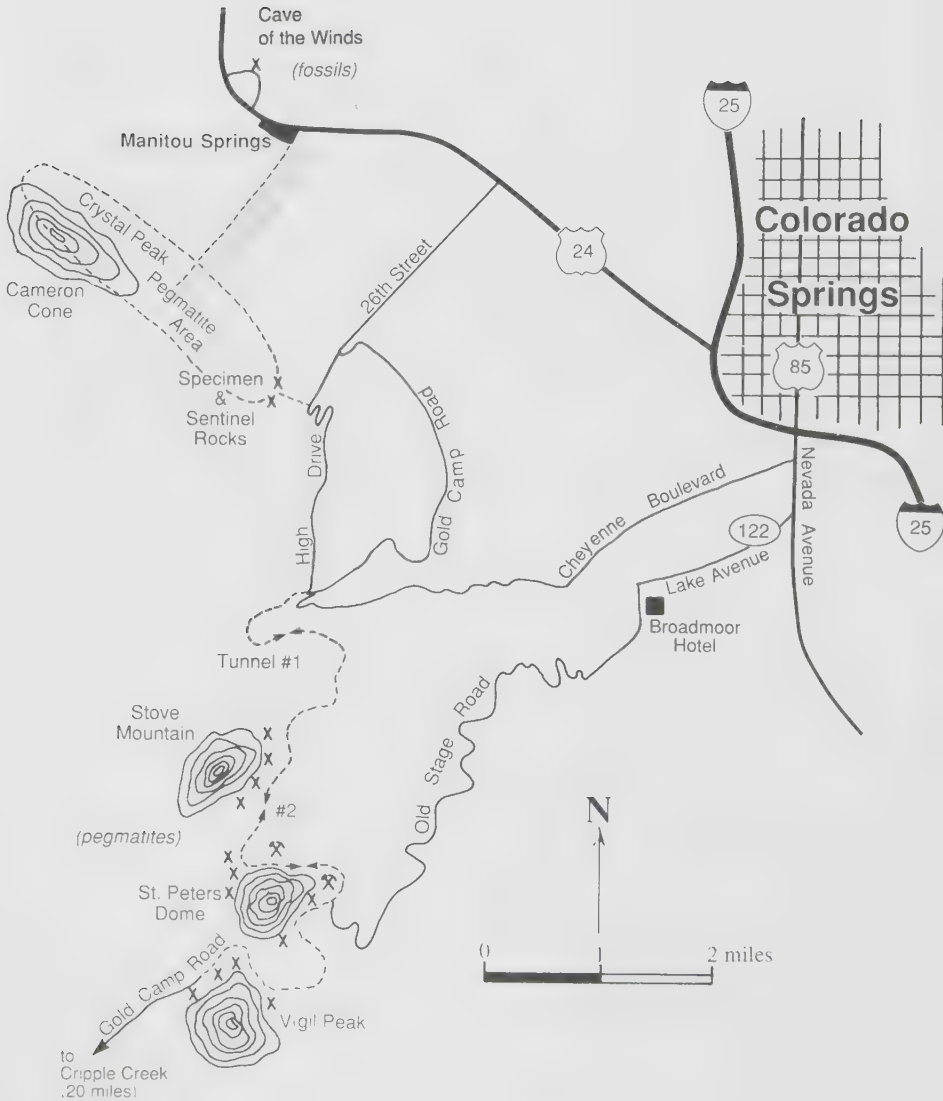 Cave
of the Winds
x
(fossils)
Manitou Springs
25
Colorado
Springs
24
85
Crystal Peak
Pegmatite
Area
26th Street
Cameron
Cone
Specimen
&
Sentinel
Rocks
x
x
High Drive
Gold Camp Road
Cheyenne Boulevard
Nevada Avenue
25
122
Lake Avenue
Broadmoor
Hotel
Tunnel #1
Stove
Mountain
x
x
x
x
#2
(pegmatites)
Old Stage Road
N
x
x
x
x
x
St. Peters
Dome
0 1 2 miles
Gold Camp Road
x
x
x
x
Vigil Peak
to
Cripple Creek
.20 miles)